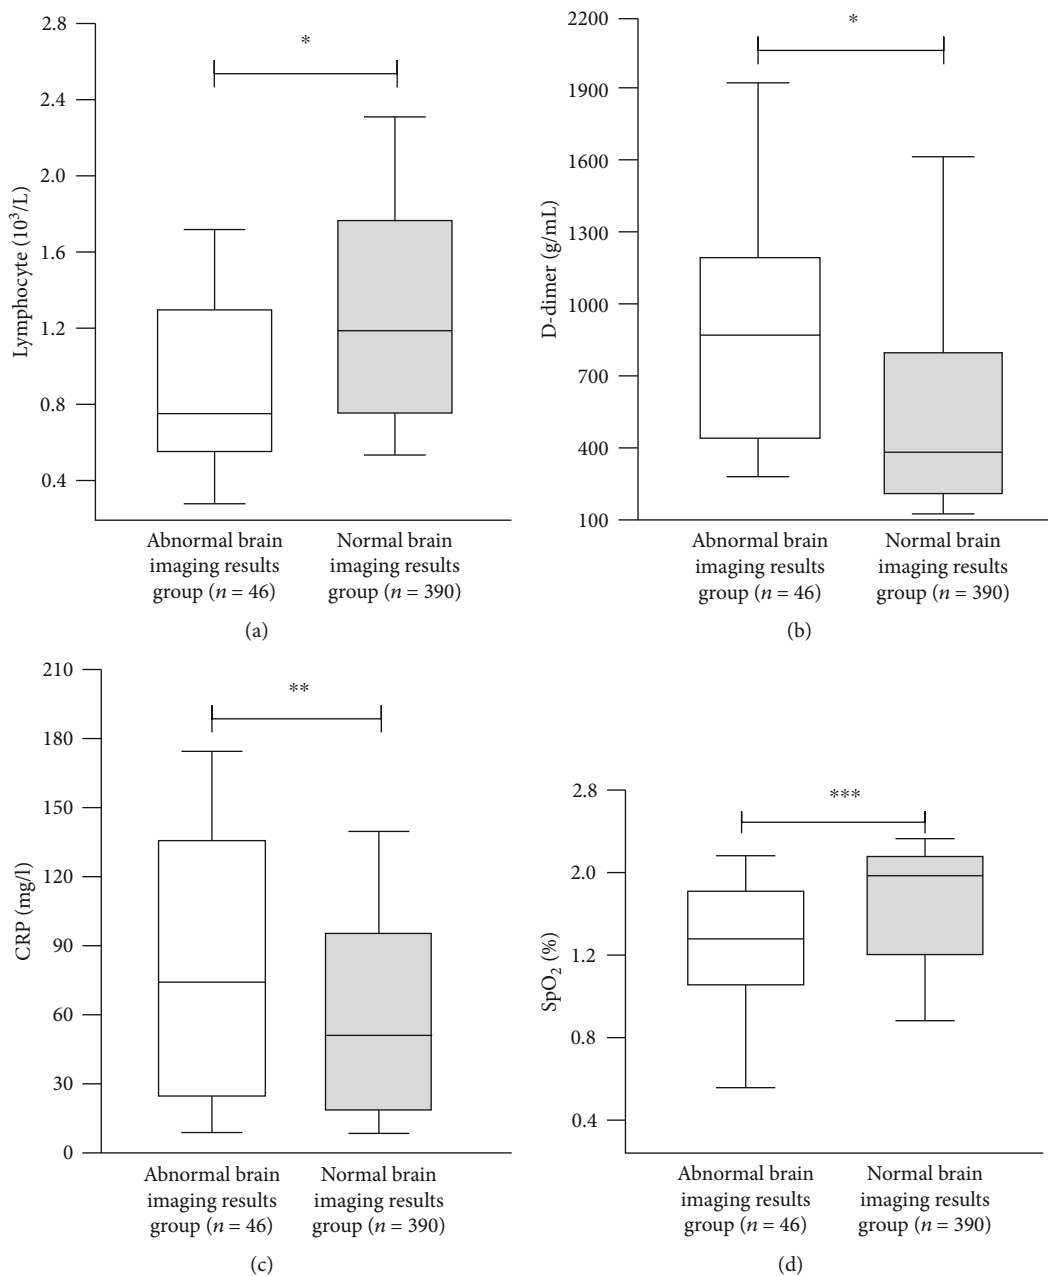 2.8
2.4
2.0
1.6
1.2
0.8
0.4
Lymphocyte (10³/L)
*
Abnormal brain
imaging results
group (n = 46)
Normal brain
imaging results
group (n = 390)
(a)
2200
1900
1600
1300
1000
700
400
100
D-dimer (g/mL)
*
Abnormal brain
imaging results
group (n = 46)
Normal brain
imaging results
group (n = 390)
(b)
210
180
150
120
90
60
30
0
CRP (mg/l)
**
Abnormal brain
imaging results
group (n = 46)
Normal brain
imaging results
group (n = 390)
(c)
2.8
2.0
1.2
0.8
0.4
SpO₂ (%)
***
Abnormal brain
imaging results
group (n = 46)
Normal brain
imaging results
group (n = 390)
(d)